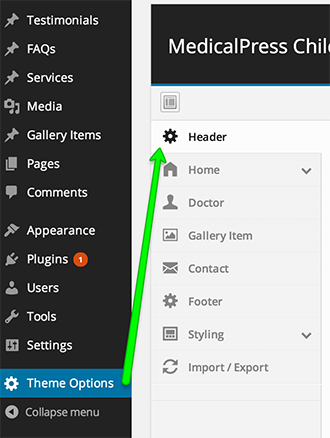 Testimonials
FAQs
Services
Media
Gallery Items
Pages
Comments
Appearance
Plugins 1
Users
Tools
Settings
Theme Options
Collapse menu
MedicalPress Chil
Header
Home
Doctor
Gallery Item
Contact
Footer
Styling
Import / Export